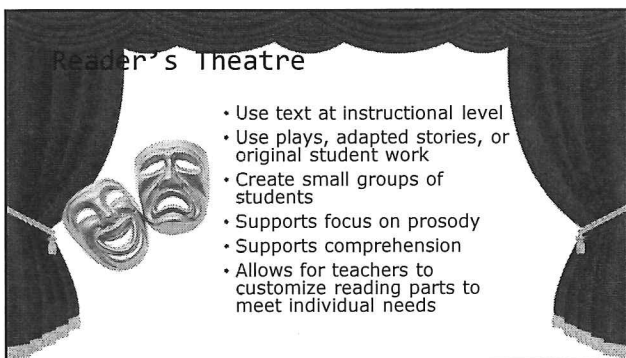 Reader's Theatre
• Use text at instructional level
• Use plays, adapted stories, or
original student work
• Create small groups of
students
• Supports focus on prosody
• Supports comprehension
• Allows for teachers to
customize reading parts to
meet individual needs